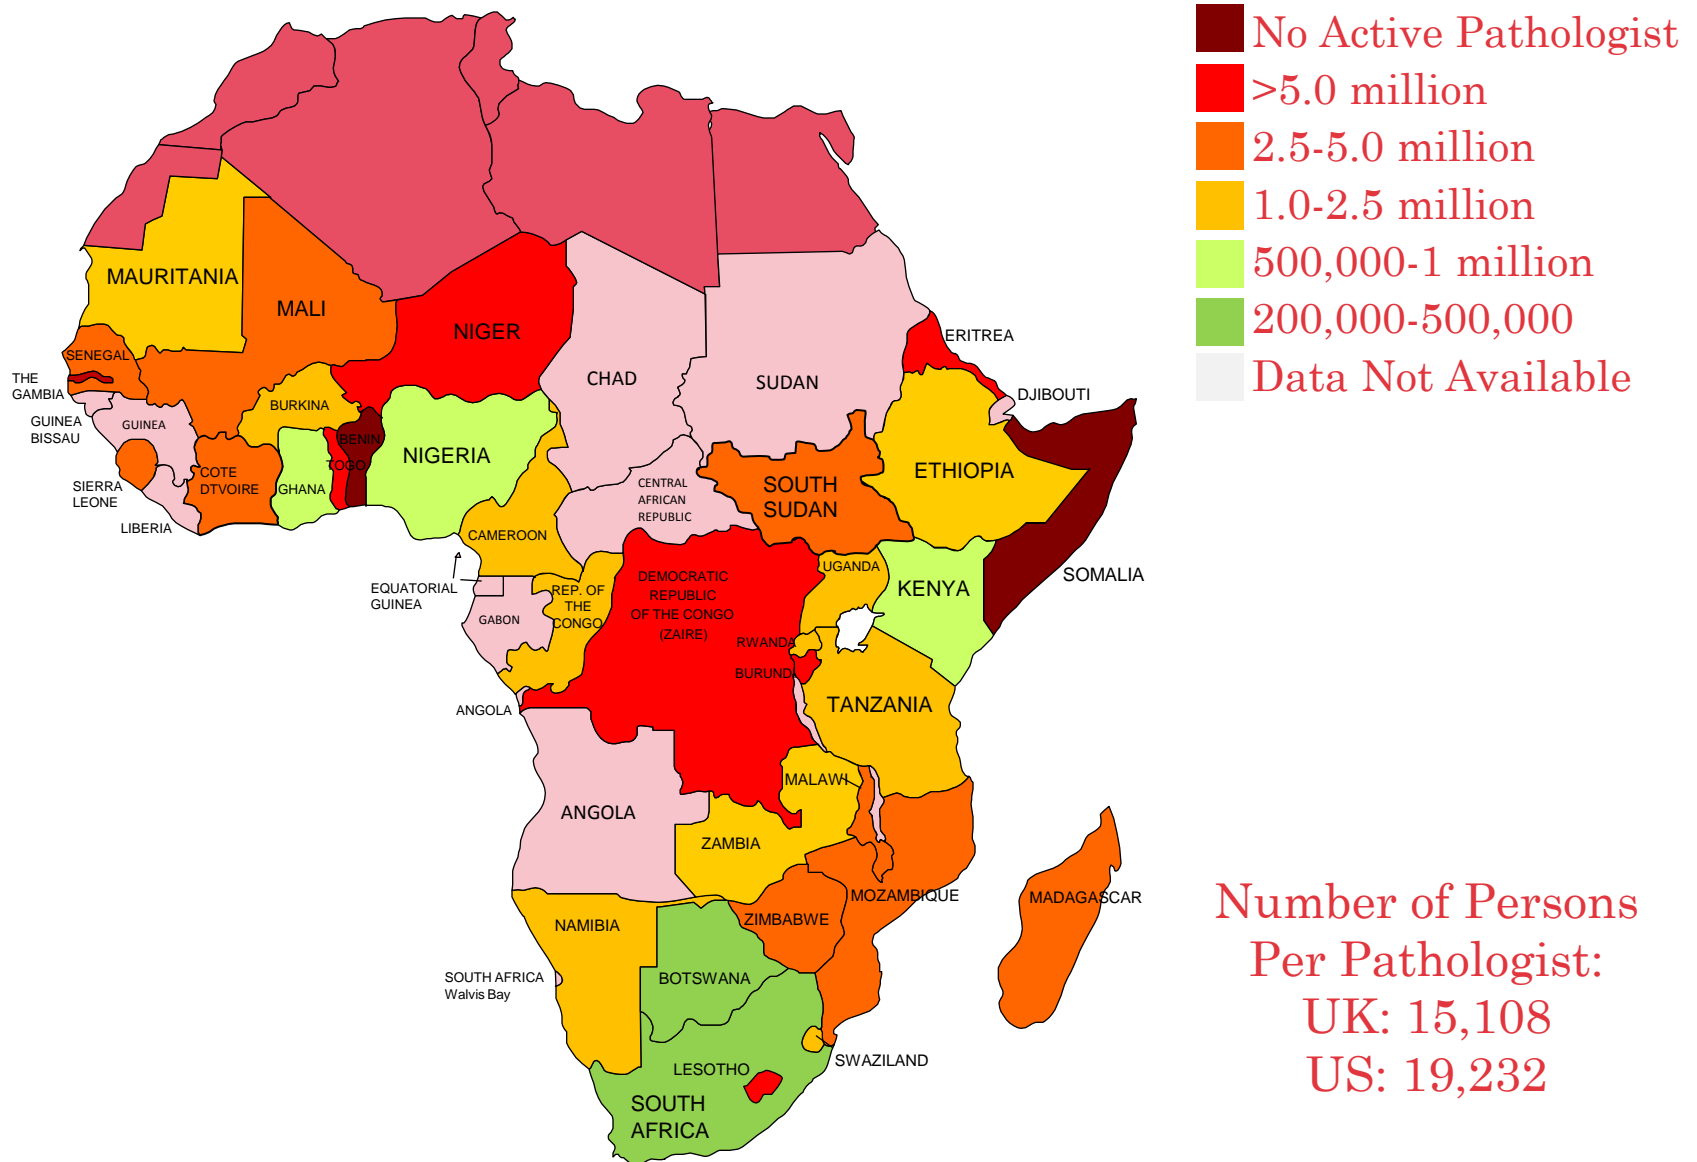 No Active Pathologist
>5.0 million
2.5-5.0 million
1.0-2.5 million
500,000-1 million
200,000-500,000
Data Not Available
MAURITANIA
MALI
NIGER
CHAD
SUDAN
ERITREA
SENEGAL
THE
GAMBIA
GUINEA
BISSAU
GUINEA
BURKINA
BENIN
TOGO
NIGERIA
DJIBOUTI
SIERRA
LEONE
COTE
DTVOIRE
GHANA
LIBERIA
CENTRAL
AFRICAN
REPUBLIC
SOUTH
SUDAN
ETHIOPIA
CAMEROON
SOMALIA
EQUATORIAL
GUINEA
GABON
REP. OF
THE
CONGO
DEMOCRATIC
REPUBLIC
OF THE CONGO
(ZAIRE)
UGANDA
KENYA
RWANDA
BURUNDI
TANZANIA
ANGOLA
ANGOLA
MALAWI
ZAMBIA
MOZAMBIQUE
MADAGASCAR
NAMIBIA
ZIMBABWE
BOTSWANA
SOUTH AFRICA
Walvis Bay
SWAZILAND
LESOTHO
SOUTH
AFRICA
Number of Persons
Per Pathologist:
UK: 15,108
US: 19,232